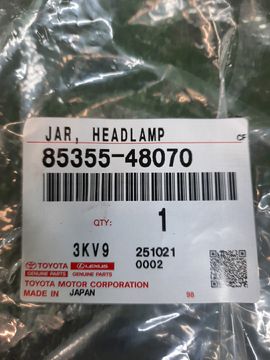 JAR, HEADLAMP
CF
85355-48070
QTY: 1
3KV9 251021
0002
TOYOTA LEXUS
GENUINE PARTS GENUINE PARTS
TOYOTA MOTOR CORPORATION
MADE IN JAPAN 98